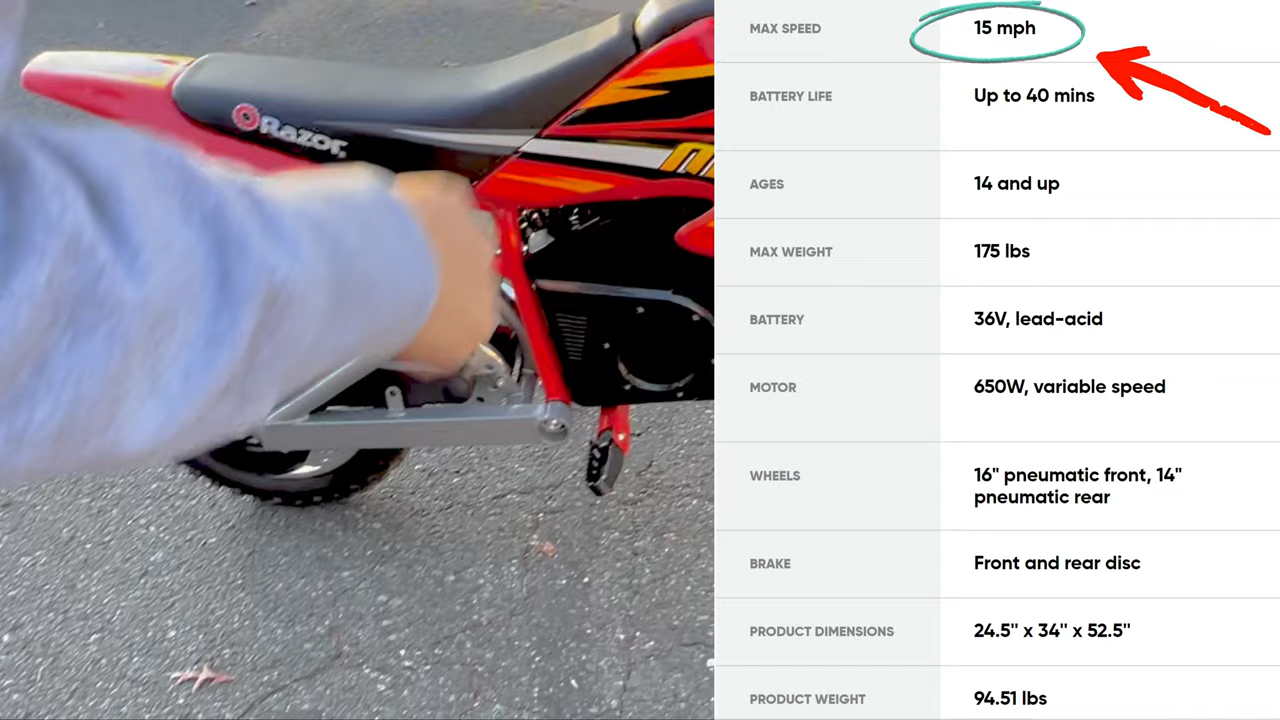 Razor
MAX SPEED 15 mph
BATTERY LIFE Up to 40 mins
AGES 14 and up
MAX WEIGHT 175 lbs
BATTERY 36V, lead-acid
MOTOR 650W, variable speed
WHEELS 16" pneumatic front, 14"
pneumatic rear
BRAKE Front and rear disc
PRODUCT DIMENSIONS 24.5" x 34" x 52.5"
PRODUCT WEIGHT 94.51 lbs